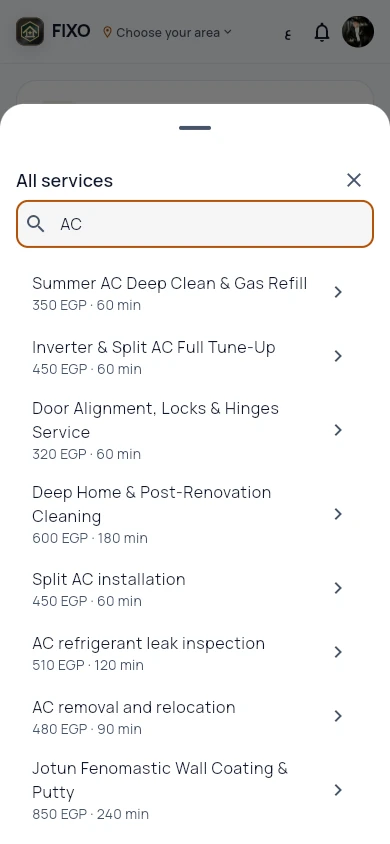 FIXO
Choose your area
ع
All services
AC
Summer AC Deep Clean & Gas Refill
350 EGP · 60 min
Inverter & Split AC Full Tune-Up
450 EGP · 60 min
Door Alignment, Locks & Hinges
Service
320 EGP · 60 min
Deep Home & Post-Renovation
Cleaning
600 EGP · 180 min
Split AC installation
450 EGP · 60 min
AC refrigerant leak inspection
510 EGP · 120 min
AC removal and relocation
480 EGP · 90 min
Jotun Fenomastic Wall Coating &
Putty
850 EGP · 240 min